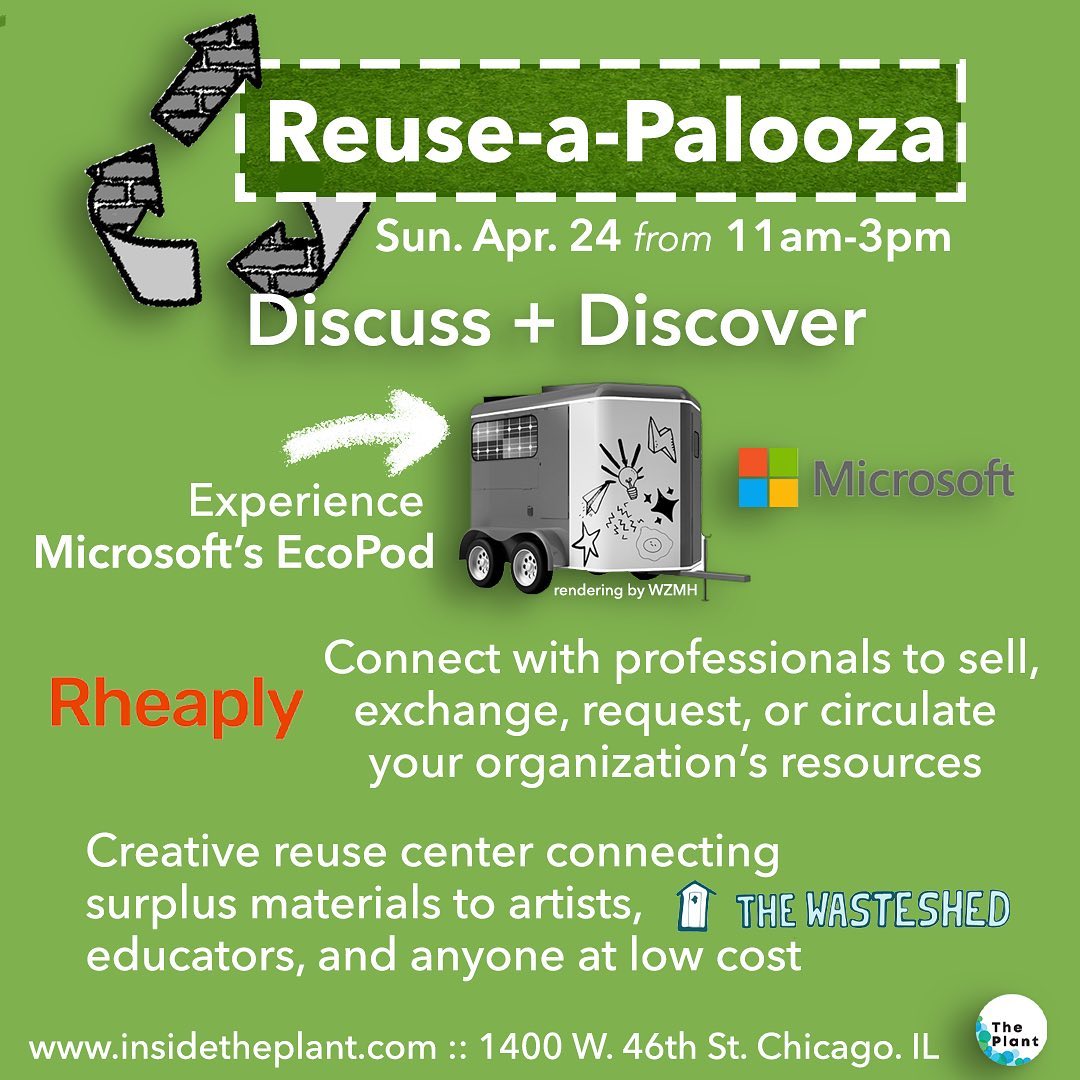 Reuse-a-Palooza
Sun. Apr. 24 from 11am-3pm
Discuss + Discover
Experience
Microsoft's EcoPod
Microsoft
rendering by WZMH
Rheaply
Connect with professionals to sell,
exchange, request, or circulate
your organization's resources
Creative reuse center connecting
surplus materials to artists,
educators, and anyone at low cost
THE WASTESHED
www.insidetheplant.com :: 1400 W. 46th St. Chicago. IL
The
Plant